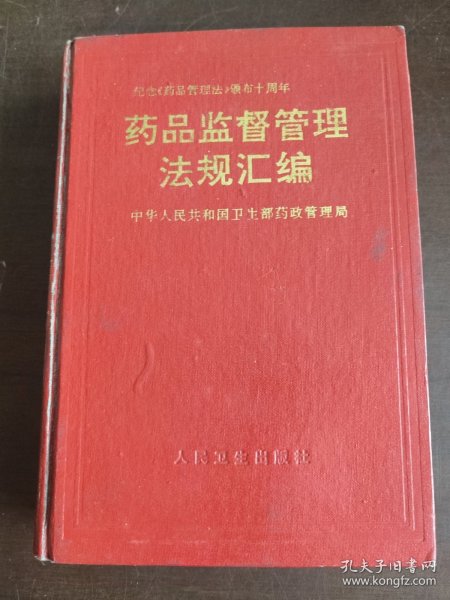 纪念《药品管理法》颁布十周年
药品监督管理
法规汇编
中华人民共和国卫生部药政管理局
人民卫生出版社
孔夫子旧书网
www.kongfz.com